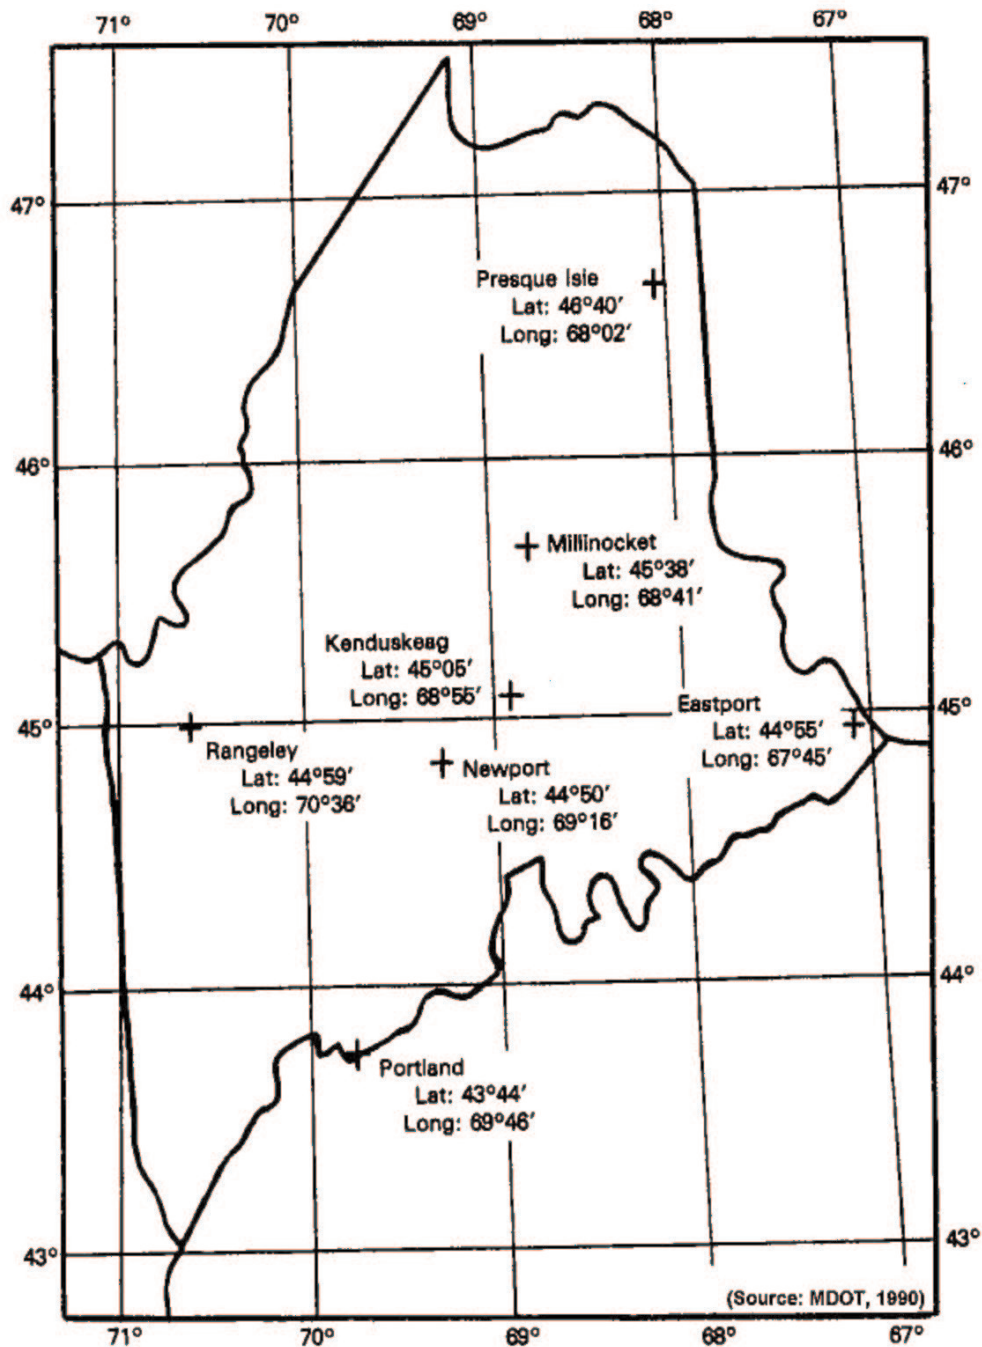 71°
69°
68°
67°
47°
47°
Presque Isle
Lat: 46°40′
Long: 68°02′
46°
46°
Millinocket
Lat: 45°38′
Long: 68°41′
Kenduskeag
Lat: 45°05′
Long: 68°55′
45°
45°
Eastport
Lat: 44°55′
Long: 67°45′
Rangeley
Lat: 44°59′
Long: 70°36′
Newport
Lat: 44°50′
Long: 69°16′
44°
44°
Portland
Lat: 43°44′
Long: 69°46′
43°
43°
(Source: MDOT, 1990)
71°
70°
69°
68°
67°